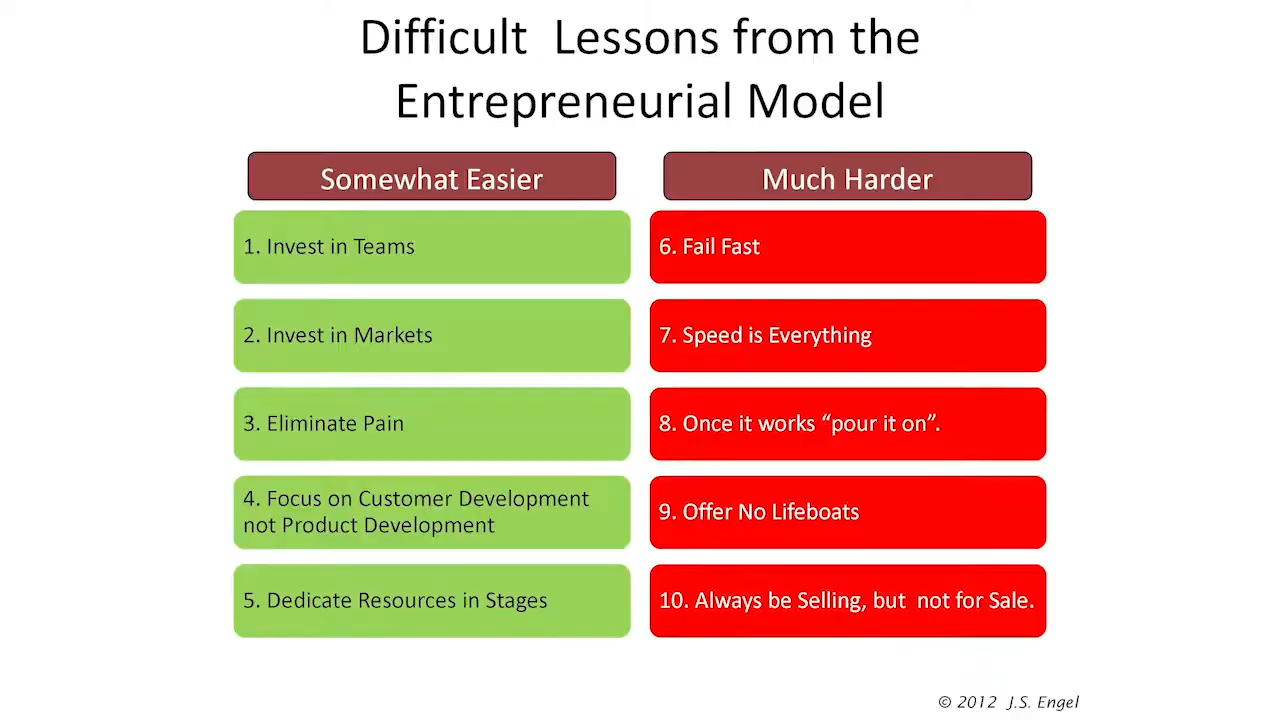 Difficult  Lessons from the
Entrepreneurial Model
Somewhat Easier
1. Invest in Teams
2. Invest in Markets
3. Eliminate Pain
4. Focus on Customer Development
not Product Development
5. Dedicate Resources in Stages
Much Harder
6. Fail Fast
7. Speed is Everything
8. Once it works “pour it on”.
9. Offer No Lifeboats
10. Always be Selling, but  not for Sale.
© 2012  J.S. Engel